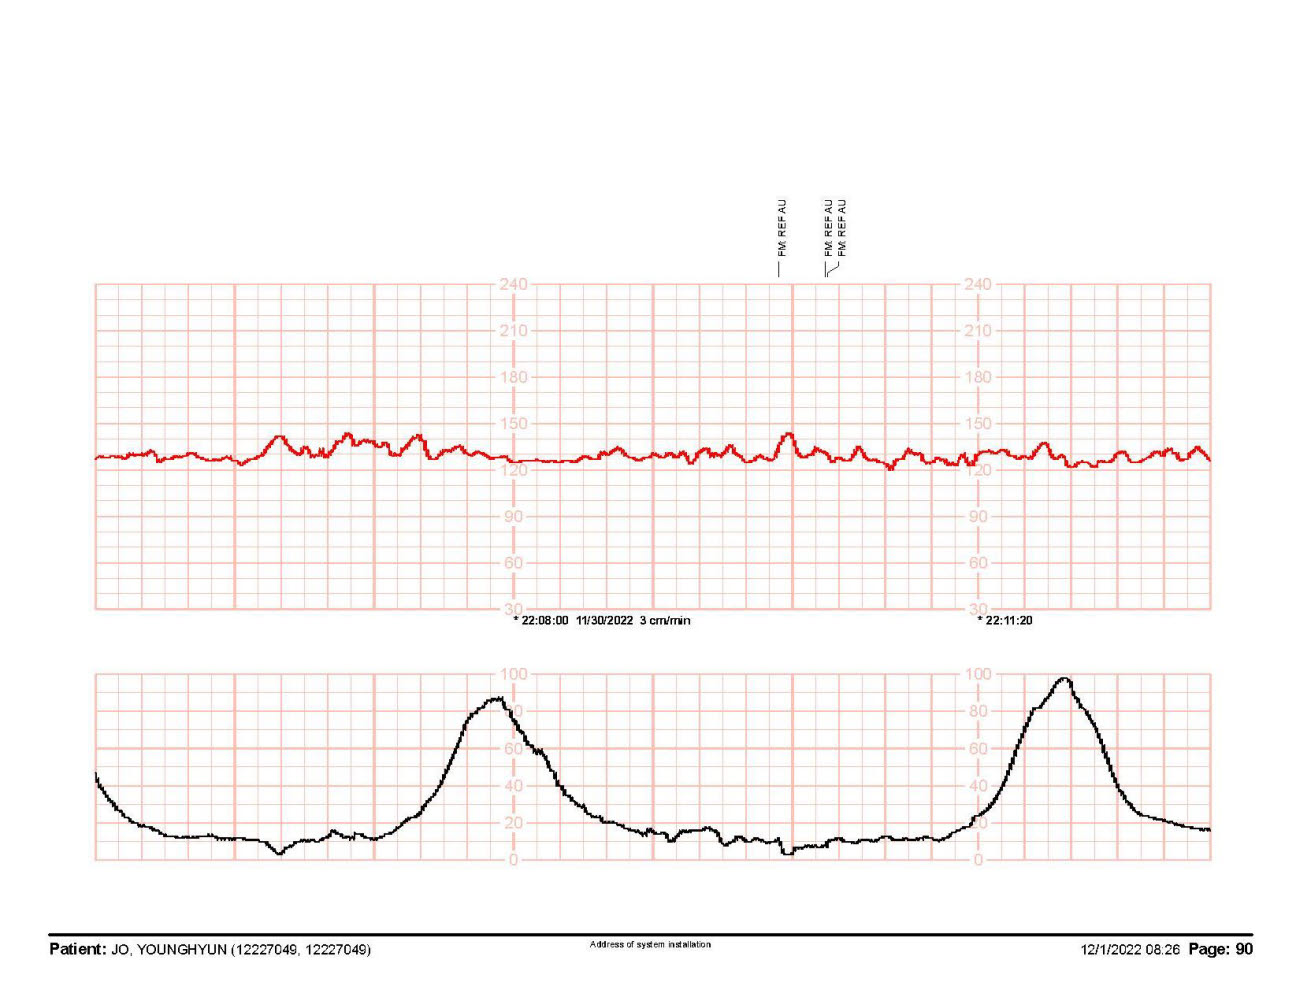 FM: REF AU
FM: REF AU
FM: REF AU
240 240
210 210
180 180
150 150
120 120
90 90
60 60
30 30
* 22:08:00 11/30/2022 3 cm/min * 22:11:20
100 100
80 80
60 60
40 40
20 20
0 0
Patient: JO, YOUNGHYUN (12227049, 12227049) Address of system installation 12/1/2022 08:26 Page: 90